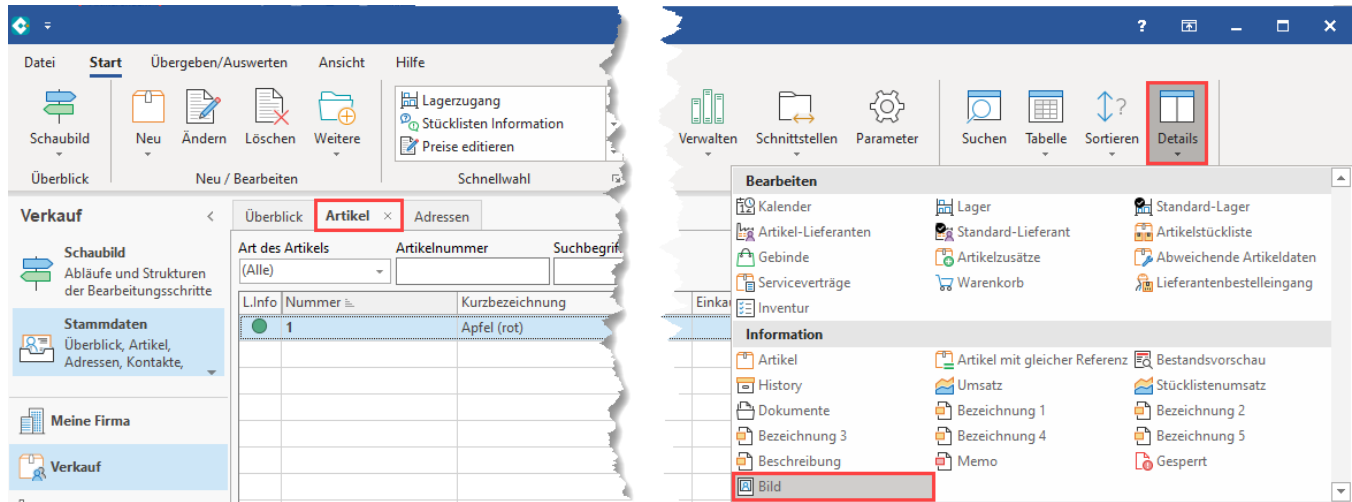 ?
Datei Start Übergeben/Auswerten Ansicht Hilfe
Schaubild
Neu
Ändern
Löschen
Weitere
Lagerzugang
Stücklisten Information
Preise editieren
Verwalten
Schnittstellen
Parameter
Suchen
Tabelle
Sortieren
Details
Überblick
Neu / Bearbeiten
Schnellwahl
Verkauf
Schaubild
Abläufe und Strukturen
der Bearbeitungsschritte
Stammdaten
Überblick, Artikel,
Adressen, Kontakte,
Meine Firma
Verkauf
Überblick Artikel × Adressen
Art des Artikels Artikelnummer Suchbegriff
(Alle)
L.Info Nummer Kurzbezeichnung
1 Apfel (rot)
Einkau
Bearbeiten
Kalender Lager Standard-Lager
Artikel-Lieferanten Standard-Lieferant Artikelstückliste
Gebinde Artikelzusätze Abweichende Artikeldaten
Serviceverträge Warenkorb Lieferantenbestelleingang
Inventur
Information
Artikel Artikel mit gleicher Referenz Bestandsvorschau
History Umsatz Stücklistenumsatz
Dokumente Bezeichnung 1 Bezeichnung 2
Bezeichnung 3 Bezeichnung 4 Bezeichnung 5
Beschreibung Memo Gesperrt
Bild